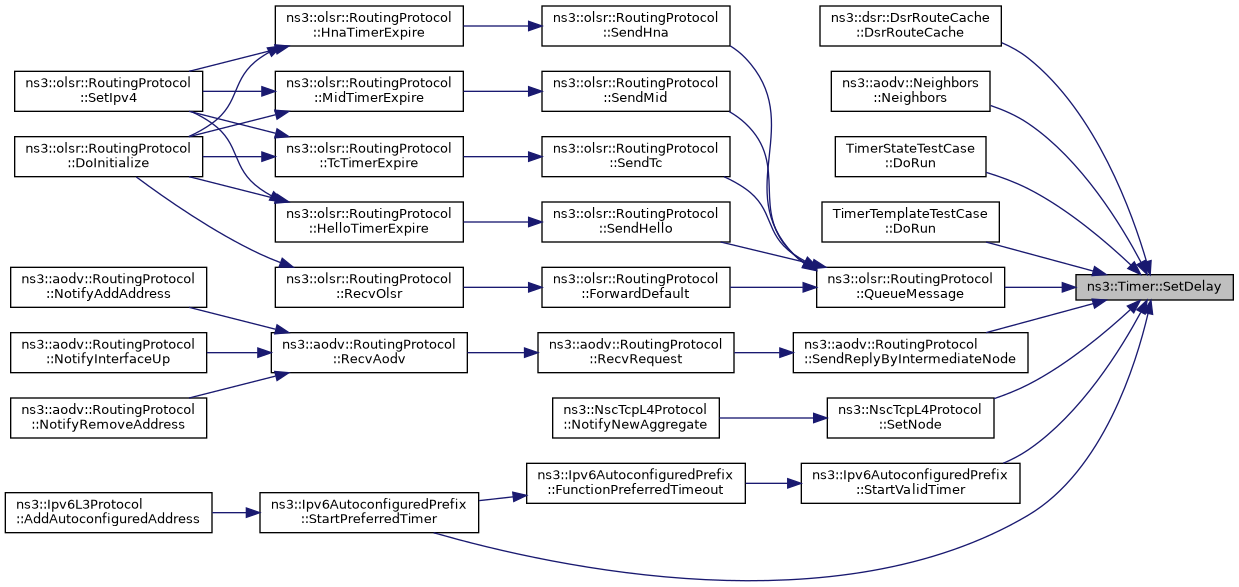 ns3::olsr::RoutingProtocol
::HnaTimerExpire
ns3::olsr::RoutingProtocol
::SendHna
ns3::dsr::DsrRouteCache
::DsrRouteCache
ns3::olsr::RoutingProtocol
::SetIpv4
ns3::olsr::RoutingProtocol
::MidTimerExpire
ns3::olsr::RoutingProtocol
::SendMid
ns3::aodv::Neighbors
::Neighbors
ns3::olsr::RoutingProtocol
::DoInitialize
ns3::olsr::RoutingProtocol
::TcTimerExpire
ns3::olsr::RoutingProtocol
::SendTc
TimerStateTestCase
::DoRun
ns3::olsr::RoutingProtocol
::HelloTimerExpire
ns3::olsr::RoutingProtocol
::SendHello
TimerTemplateTestCase
::DoRun
ns3::aodv::RoutingProtocol
::NotifyAddAddress
ns3::olsr::RoutingProtocol
::RecvOlsr
ns3::olsr::RoutingProtocol
::ForwardDefault
ns3::olsr::RoutingProtocol
::QueueMessage
ns3::Timer::SetDelay
ns3::aodv::RoutingProtocol
::NotifyInterfaceUp
ns3::aodv::RoutingProtocol
::RecvAodv
ns3::aodv::RoutingProtocol
::RecvRequest
ns3::aodv::RoutingProtocol
::SendReplyByIntermediateNode
ns3::aodv::RoutingProtocol
::NotifyRemoveAddress
ns3::NscTcpL4Protocol
::NotifyNewAggregate
ns3::NscTcpL4Protocol
::SetNode
ns3::Ipv6L3Protocol
::AddAutoconfiguredAddress
ns3::Ipv6AutoconfiguredPrefix
::StartPreferredTimer
ns3::Ipv6AutoconfiguredPrefix
::FunctionPreferredTimeout
ns3::Ipv6AutoconfiguredPrefix
::StartValidTimer